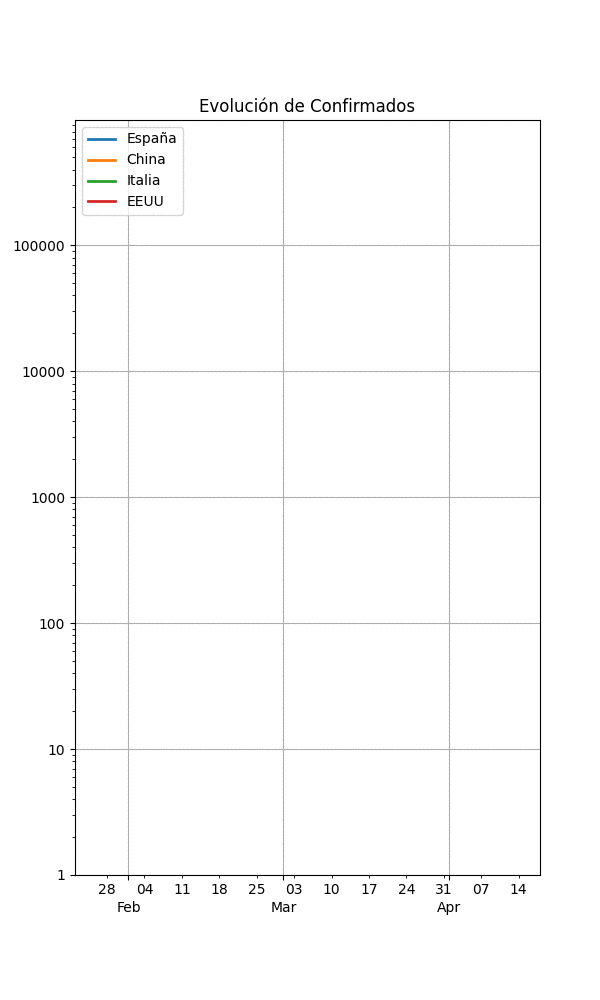 Evolución de Confirmados
España
China
Italia
EEUU
100000
10000
1000
100
10
1
28 04 11 18 25 03 10 17 24 31 07 14
Feb Mar Apr